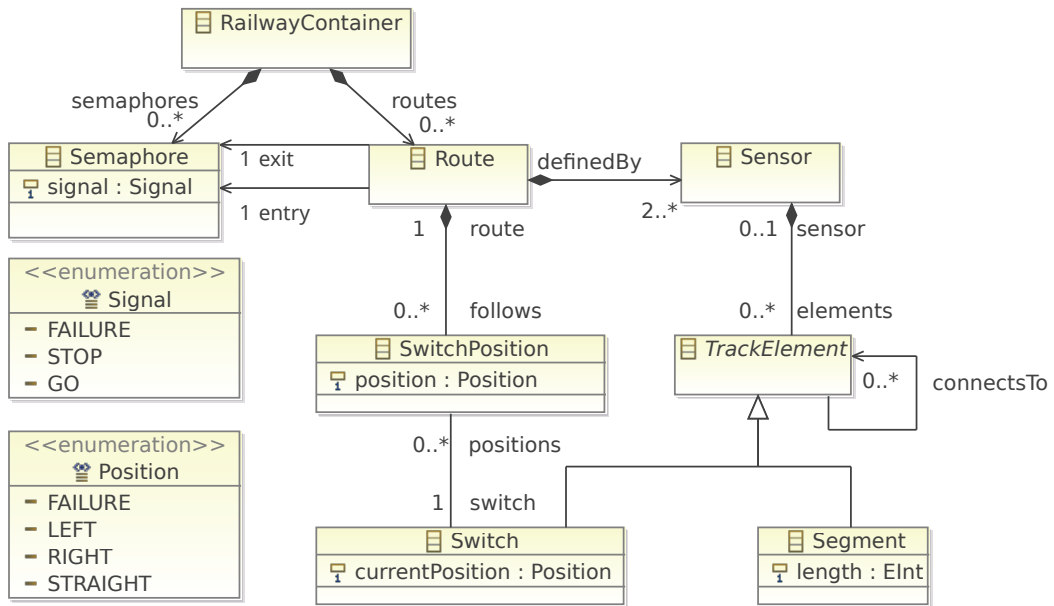 RailwayContainer
semaphores
0..*
routes
0..*
Semaphore
signal : Signal
1 exit
1 entry
Route
definedBy
2..*
Sensor
1 route
0..1 sensor
<<enumeration>>
Signal
FAILURE
STOP
GO
0..* follows
0..* elements
SwitchPosition
position : Position
TrackElement
0..*
connectsTo
<<enumeration>>
Position
FAILURE
LEFT
RIGHT
STRAIGHT
0..* positions
1 switch
Switch
currentPosition : Position
Segment
length : EInt